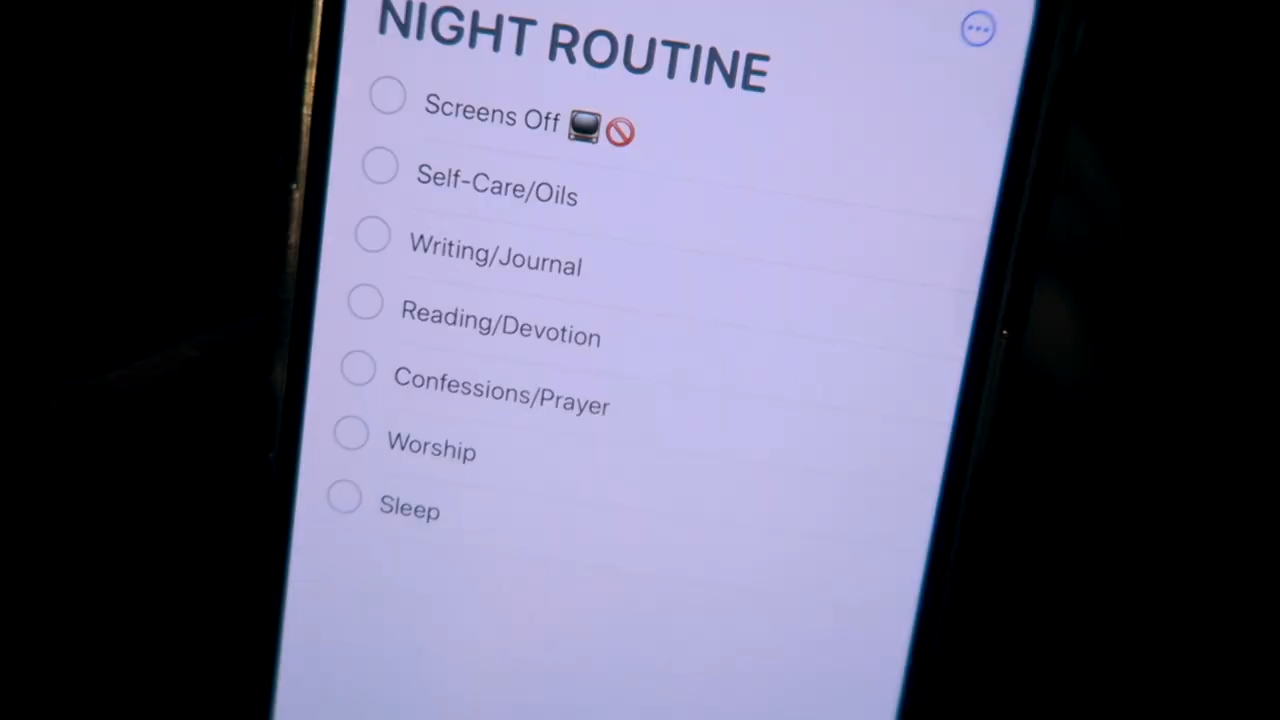 NIGHT ROUTINE
Screens Off 📺🚫
Self-Care/Oils
Writing/Journal
Reading/Devotion
Confessions/Prayer
Worship
Sleep